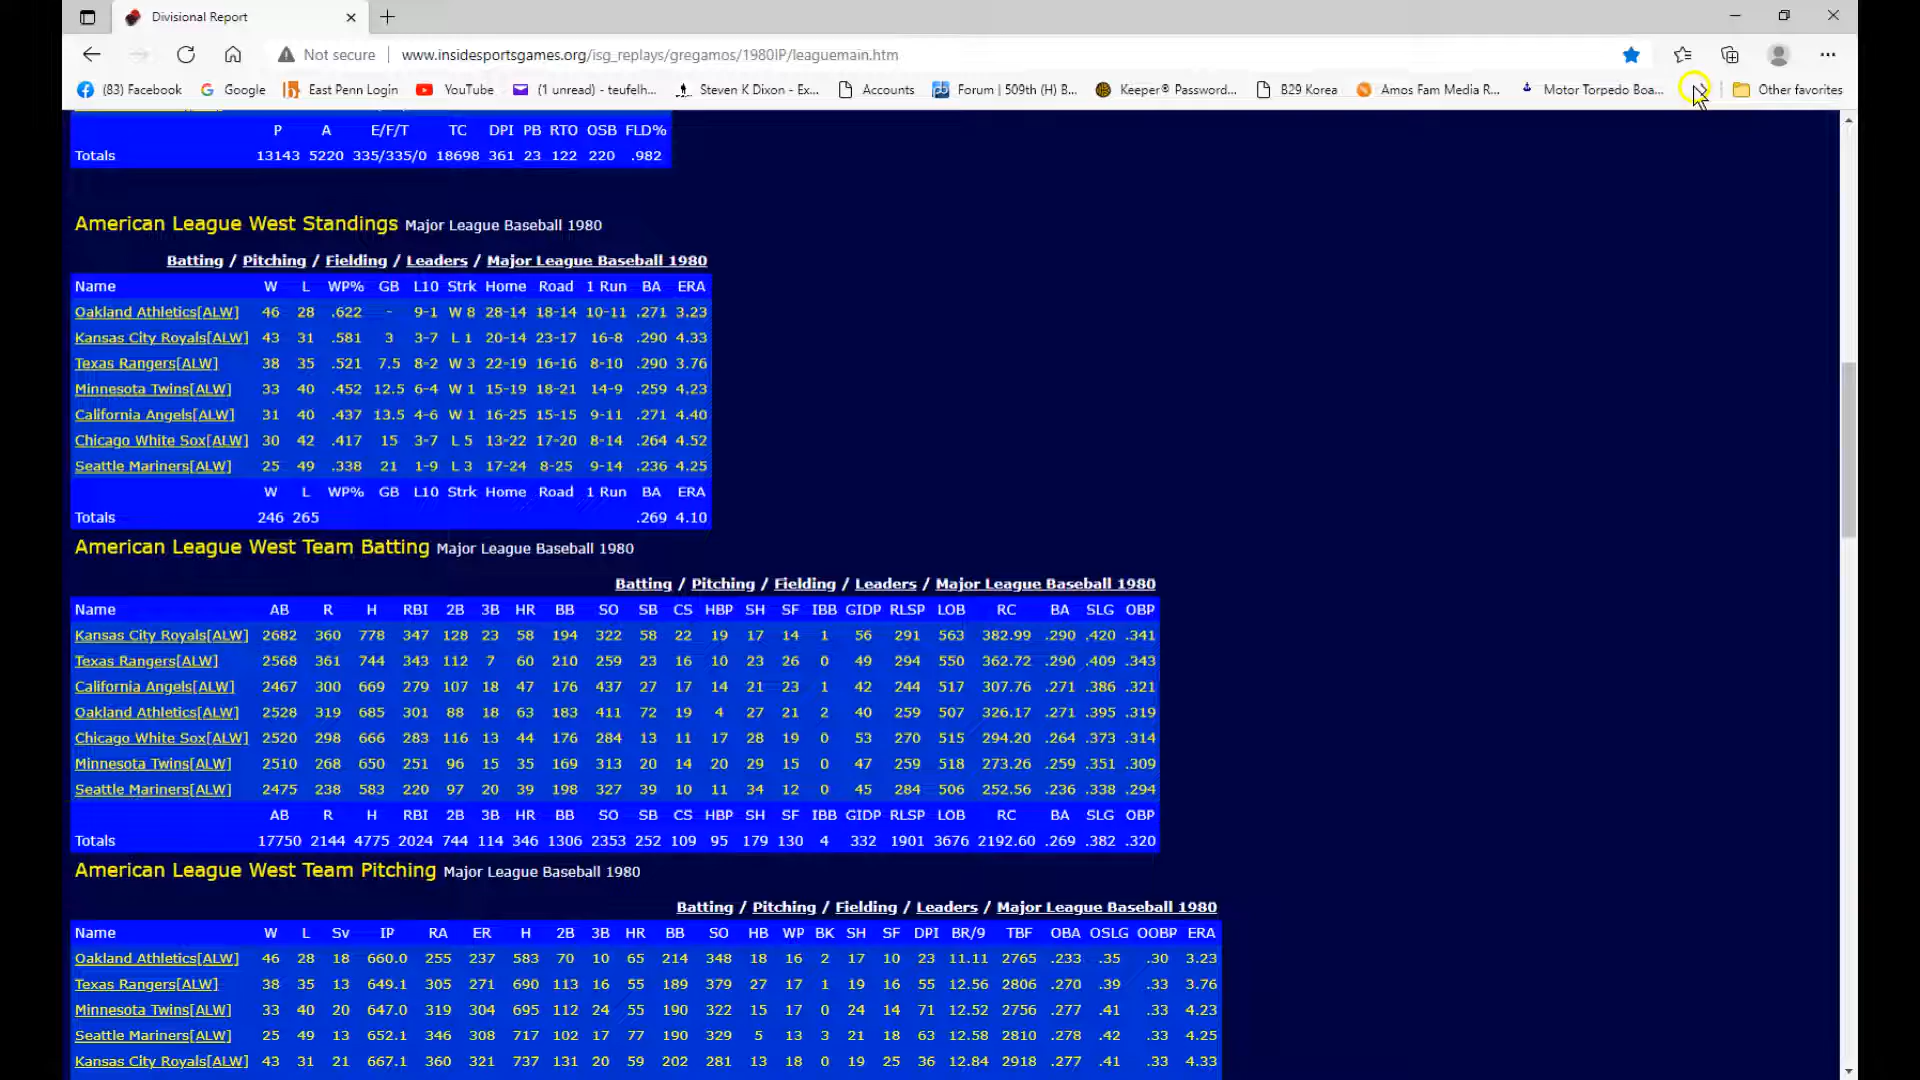 Divisional Report
Not secure www.insidesportsgames.org/isg_replays/gregamos/1980IP/leaguemain.htm
(83) Facebook Google East Penn Login YouTube (1 unread) - teufelh... Steven K Dixon - Ex... Accounts Forum | 509th (H) B... Keeper® Password... B29 Korea Amos Fam Media R... Motor Torpedo Boa... Other favorites
P A E/F/T TC DPI PB RTO OSB FLD%
Totals 13143 5220 335/335/0 18698 361 23 122 220 .982
American League West Standings Major League Baseball 1980
Batting / Pitching / Fielding / Leaders / Major League Baseball 1980
Name W L WP% GB L10 Strk Home Road 1 Run BA ERA
Oakland Athletics[ALW] 46 28 .622 - 9-1 W 8 28-14 18-14 10-11 .271 3.23
Kansas City Royals[ALW] 43 31 .581 3 3-7 L 1 20-14 23-17 16-8 .290 4.33
Texas Rangers[ALW] 38 35 .521 7.5 8-2 W 3 22-19 16-16 8-10 .290 3.76
Minnesota Twins[ALW] 33 40 .452 12.5 6-4 W 1 15-19 18-21 14-9 .259 4.23
California Angels[ALW] 31 40 .437 13.5 4-6 W 1 16-25 15-15 9-11 .271 4.40
Chicago White Sox[ALW] 30 42 .417 15 3-7 L 5 13-22 17-20 8-14 .264 4.52
Seattle Mariners[ALW] 25 49 .338 21 1-9 L 3 17-24 8-25 9-14 .236 4.25
W L WP% GB L10 Strk Home Road 1 Run BA ERA
Totals 246 265 .269 4.10
American League West Team Batting Major League Baseball 1980
Batting / Pitching / Fielding / Leaders / Major League Baseball 1980
Name AB R H RBI 2B 3B HR BB SO SB CS HBP SH SF IBB GIDP RLSP LOB RC BA SLG OBP
Kansas City Royals[ALW] 2682 360 778 347 128 23 58 194 322 58 22 19 17 14 1 56 291 563 382.99 .290 .420 .341
Texas Rangers[ALW] 2568 361 744 343 112 7 60 210 259 23 16 10 23 26 0 49 294 550 362.72 .290 .409 .343
California Angels[ALW] 2467 300 669 279 107 18 47 176 437 27 17 14 21 23 1 42 244 517 307.76 .271 .386 .321
Oakland Athletics[ALW] 2528 319 685 301 88 18 63 183 411 72 19 4 27 21 2 40 259 507 326.17 .271 .395 .319
Chicago White Sox[ALW] 2520 298 666 283 116 13 44 176 284 13 11 17 28 19 0 53 270 515 294.20 .264 .373 .314
Minnesota Twins[ALW] 2510 268 650 251 96 15 35 169 313 20 14 20 29 15 0 47 259 518 273.26 .259 .351 .309
Seattle Mariners[ALW] 2475 238 583 220 97 20 39 198 327 39 10 11 34 12 0 45 284 506 252.56 .236 .338 .294
AB R H RBI 2B 3B HR BB SO SB CS HBP SH SF IBB GIDP RLSP LOB RC BA SLG OBP
Totals 17750 2144 4775 2024 744 114 346 1306 2353 252 109 95 179 130 4 332 1901 3676 2192.60 .269 .382 .320
American League West Team Pitching Major League Baseball 1980
Batting / Pitching / Fielding / Leaders / Major League Baseball 1980
Name W L Sv IP RA ER H 2B 3B HR BB SO HB WP BK SH SF DPI BR/9 TBF OBA OSLG OOBP ERA
Oakland Athletics[ALW] 46 28 18 660.0 255 237 583 70 10 65 214 348 18 16 2 17 10 23 11.11 2765 .233 .35 .30 3.23
Texas Rangers[ALW] 38 35 13 649.1 305 271 690 113 16 55 189 379 27 17 1 19 16 55 12.56 2806 .270 .39 .33 3.76
Minnesota Twins[ALW] 33 40 20 647.0 319 304 695 112 24 55 190 322 15 17 0 24 14 71 12.52 2756 .277 .41 .33 4.23
Seattle Mariners[ALW] 25 49 13 652.1 346 308 717 102 17 77 190 329 5 13 3 21 18 63 12.58 2810 .278 .42 .33 4.25
Kansas City Royals[ALW] 43 31 21 667.1 360 321 737 131 20 59 202 281 13 18 0 19 25 36 12.84 2918 .277 .41 .33 4.33